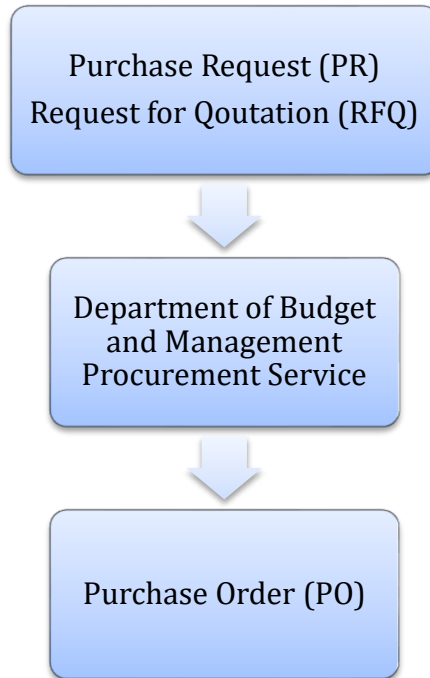 Purchase Request (PR)
Request for Qoutation (RFQ)
Department of Budget
and Management
Procurement Service
Purchase Order (PO)